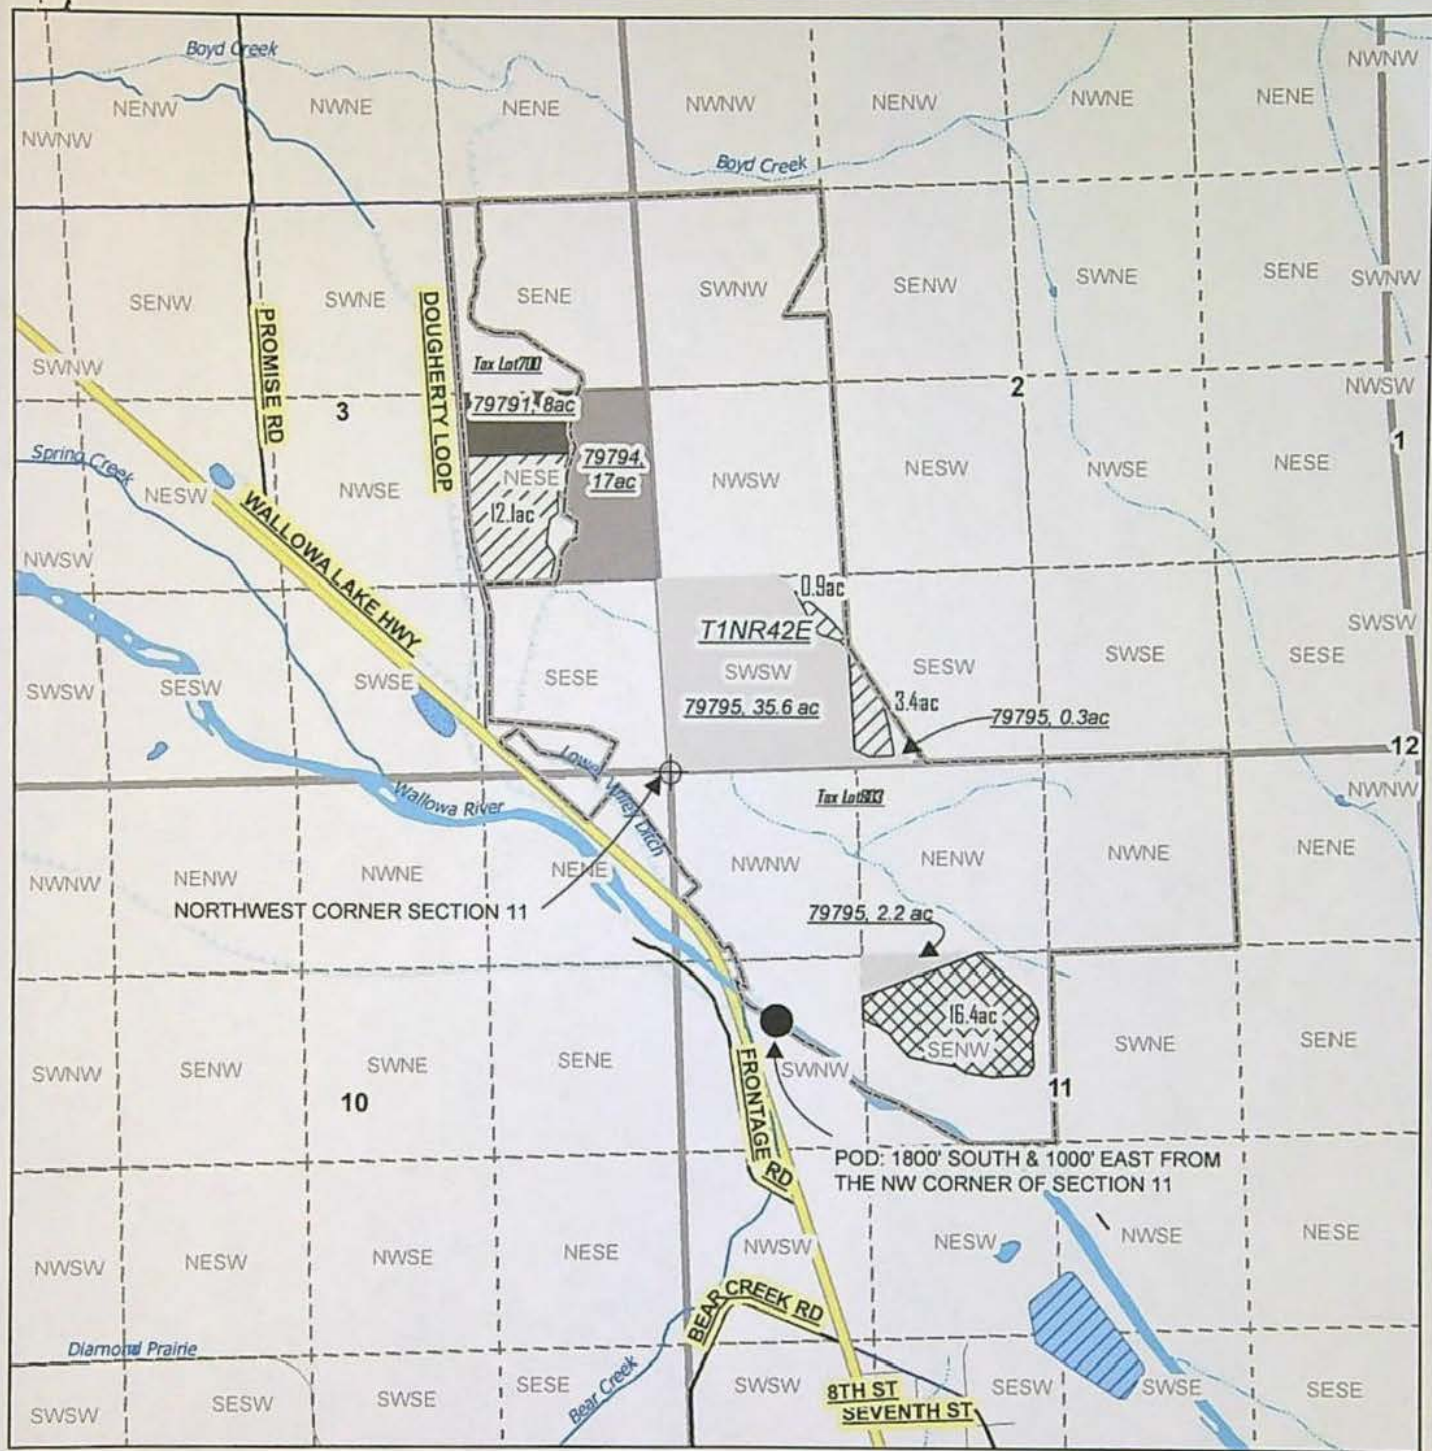 Boyd Creek
NWNW
NENW
NWNE
NENE
NWNW
NENW
NWNE
NENE
NWNW
Boyd Creek
SENW
SWNE
SENE
SWNW
SENW
SWNE
SENE
SWNW
PROMISE RD
DOUGHERTY LOOP
SWNW
Tax Lot700
3
79791, 8ac
2
NWSW
1
Spring Creek
NESW
NWSE
NESE
79794,
17ac
12.1ac
NWSW
NESW
NWSE
NESE
WALLOWA LAKE HWY
NWSW
0.9ac
T1NR42E
SWSW
SESW
SWSE
SESE
SWSW
SESW
SWSE
SESE
SWSW
79795, 35.6 ac
3.4ac
79795, 0.3ac
12
Lower Valley Ditch
Wallowa River
Tax Lot803
NWNW
NWNW
NENW
NWNE
NENE
NWNW
NENW
NWNE
NENE
NORTHWEST CORNER SECTION 11
79795, 2.2 ac
16.4ac
SWNW
SENW
SWNE
SENE
SWNW
SENW
SWNE
SENE
10
11
FRONTAGE RD
POD: 1800' SOUTH & 1000' EAST FROM
THE NW CORNER OF SECTION 11
NWSW
NESW
NWSE
NESE
NWSW
NESW
NWSE
NESE
BEAR CREEK RD
Diamond Prairie
Bear Creek
SWSW
SESW
SWSE
SESE
SWSW
8TH ST
SEVENTH ST
SESW
SWSE
SESE